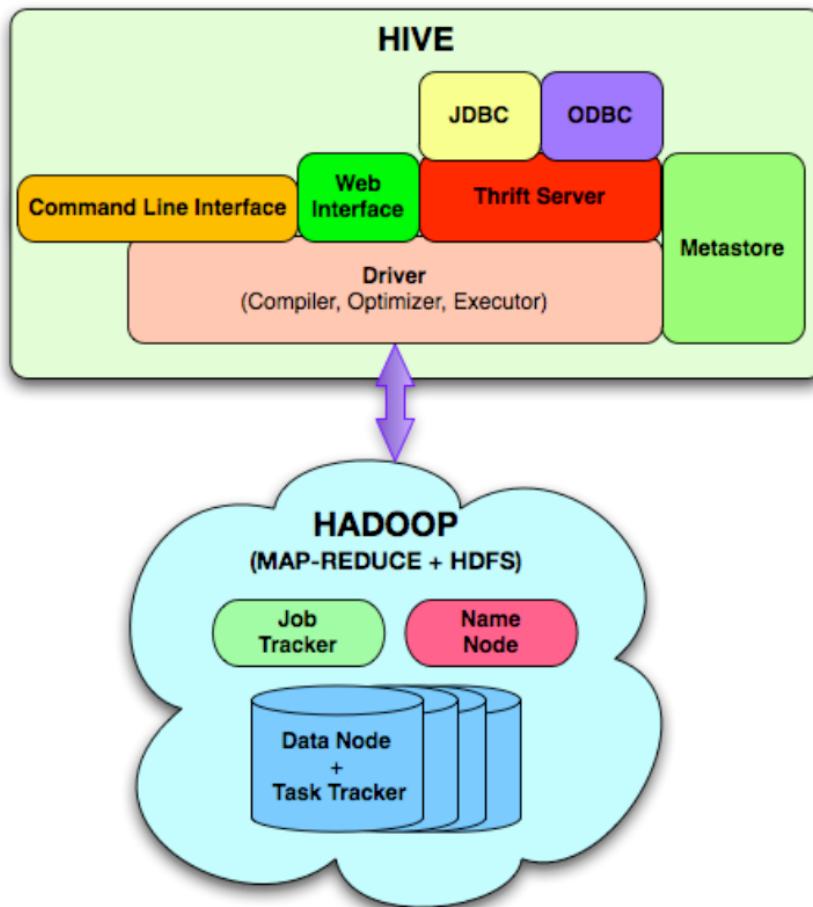 HIVE
JDBC
ODBC
Command Line Interface
Web
Interface
Thrift Server
Metastore
Driver
(Compiler, Optimizer, Executor)
HADOOP
(MAP-REDUCE + HDFS)
Job
Tracker
Name
Node
Data Node
+
Task Tracker